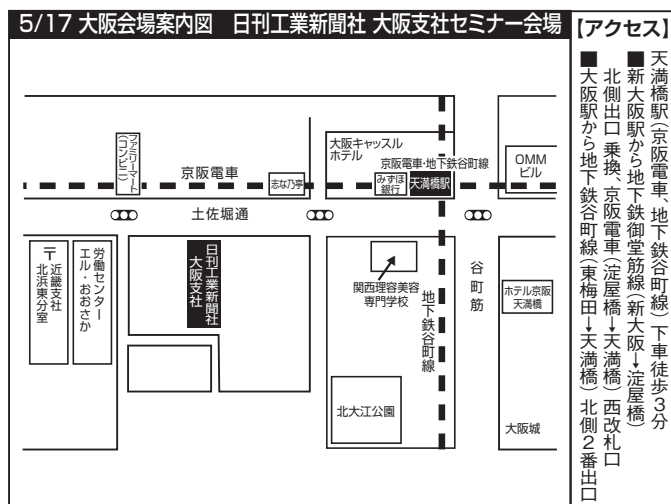 5/17 大阪会場案内図 日刊工業新聞社 大阪支社セミナー会場
ファミリーマート
(コンビニ)
京阪電車
志な乃亭
大阪キャッスル
ホテル
京阪電車・地下鉄谷町線
みずほ
銀行
天満橋駅
OMM
ビル
土佐堀通
〒
近畿支社
北浜東分室
労働センター
エル・おおさか
日刊工業新聞社
大阪支社
関西理容美容
専門学校
地下鉄谷町線
谷町筋
ホテル京阪
天満橋
北大江公園
大阪城
【アクセス】
天満橋駅(京阪電車、地下鉄谷町線)下車徒歩3分
■新大阪駅から地下鉄御堂筋線(新大阪→淀屋橋)
北側出口 乗換、京阪電車(淀屋橋→天満橋)西改札口
■大阪駅から地下鉄谷町線(東梅田→天満橋)北側2番出口